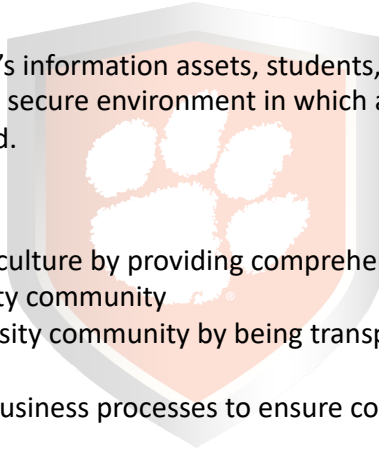 ’s information assets, students,
secure environment in which a
d.
culture by providing comprehe
ty community
sity community by being transp
business processes to ensure co
®